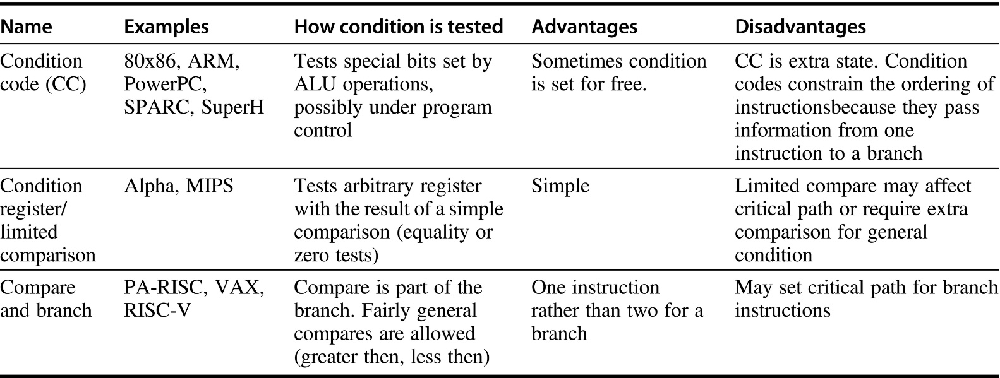 Name Examples How condition is tested Advantages Disadvantages
Condition code (CC) 80x86, ARM, PowerPC, SPARC, SuperH Tests special bits set by ALU operations, possibly under program control Sometimes condition is set for free. CC is extra state. Condition codes constrain the ordering of instructionsbecause they pass information from one instruction to a branch
Condition register/ limited comparison Alpha, MIPS Tests arbitrary register with the result of a simple comparison (equality or zero tests) Simple Limited compare may affect critical path or require extra comparison for general condition
Compare and branch PA-RISC, VAX, RISC-V Compare is part of the branch. Fairly general compares are allowed (greater then, less then) One instruction rather than two for a branch May set critical path for branch instructions